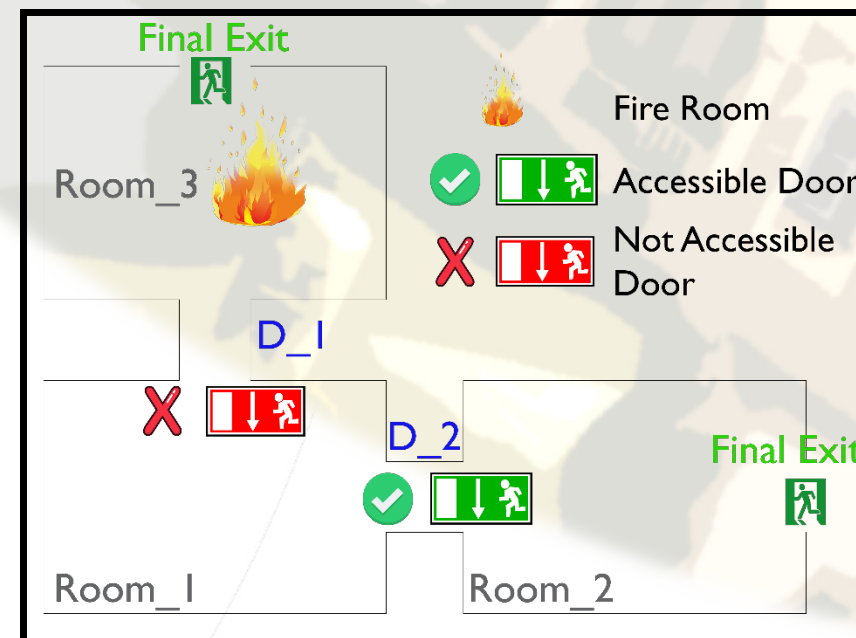 Final Exit
Room_3
Fire Room
Accessible Door
Not Accessible
Door
D_1
D_2
Final Exit
Room_1
Room_2